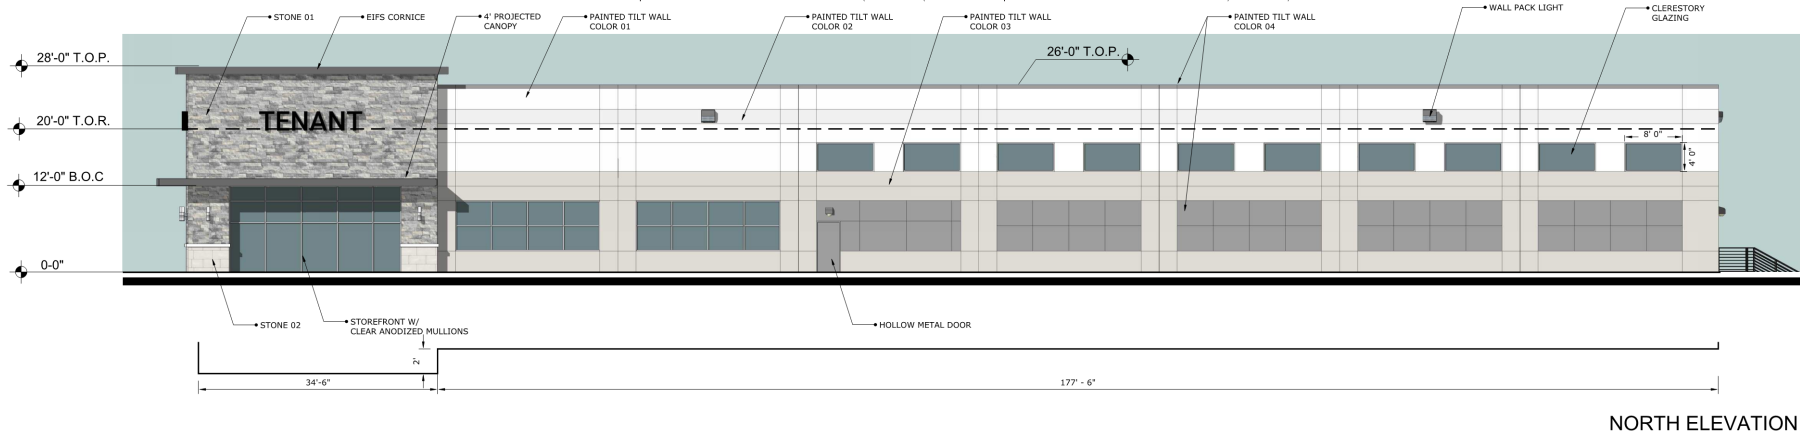 STONE 01
EIFS CORNICE
4' PROJECTED
CANOPY
PAINTED TILT WALL
COLOR 01
PAINTED TILT WALL
COLOR 02
PAINTED TILT WALL
COLOR 03
PAINTED TILT WALL
COLOR 04
WALL PACK LIGHT
CLERESTORY
GLAZING
28'-0" T.O.P.
26'-0" T.O.P.
20'-0" T.O.R.
TENANT
8' 0"
4' 0"
12'-0" B.O.C
0-0"
STONE 02
STOREFRONT W/
CLEAR ANODIZED MULLIONS
HOLLOW METAL DOOR
2'
34'-6"
177' - 6"
NORTH ELEVATION